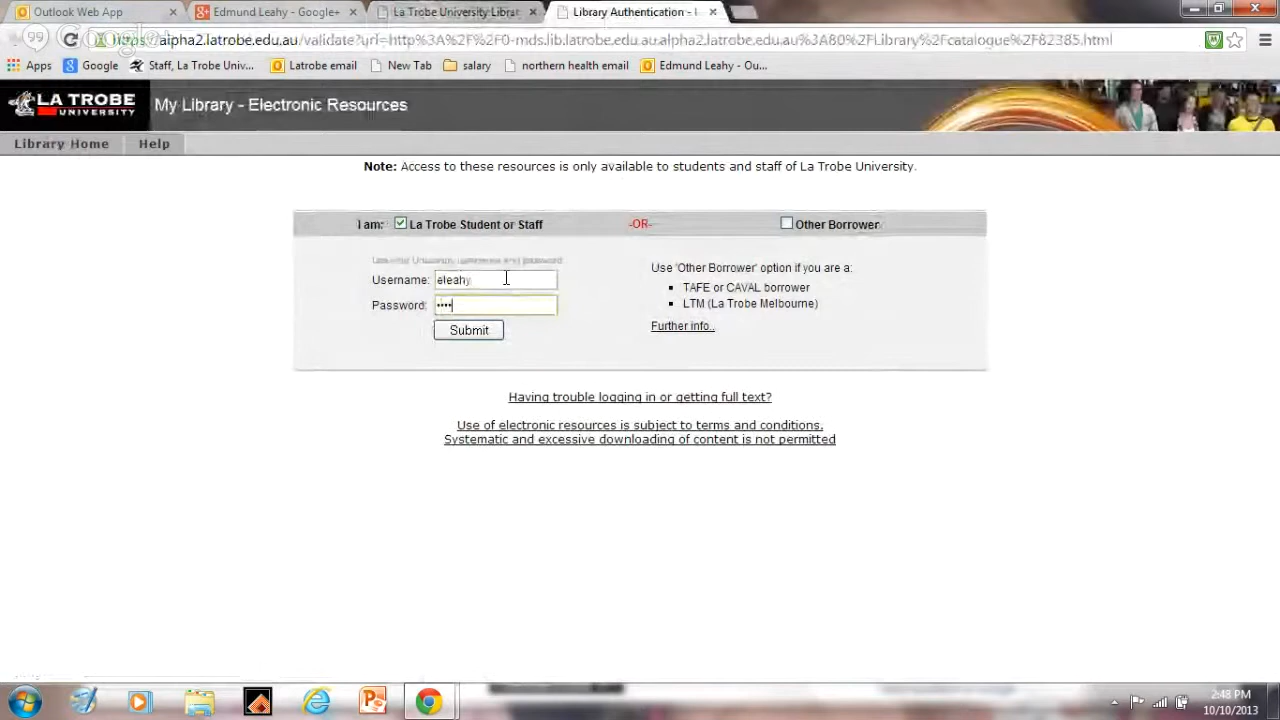 Outlook Web App
Edmund Leahy - Google+
La Trobe University Libra
Library Authentication - I
99
https://alpha2.latrobe.edu.au/validate?url=http%3A%2F%2F0-mds.lib.latrobe.edu.au.alpha2.latrobe.edu.au%3A80%2FLibrary%2Fcatalogue%2F82385.html
Apps Google Staff, La Trobe Univ... Latrobe email New Tab salary northern health email Edmund Leahy - Ou...
LA TROBE
UNIVERSITY
My Library - Electronic Resources
Library Home Help
Note: Access to these resources is only available to students and staff of La Trobe University.
I am: La Trobe Student or Staff -OR- Other Borrower
Username: eleahy
Password: ••••
Submit
Use 'Other Borrower' option if you are a:
TAFE or CAVAL borrower
LTM (La Trobe Melbourne)
Further info..
Having trouble logging in or getting full text?
Use of electronic resources is subject to terms and conditions.
Systematic and excessive downloading of content is not permitted
2:48 PM
10/10/2013